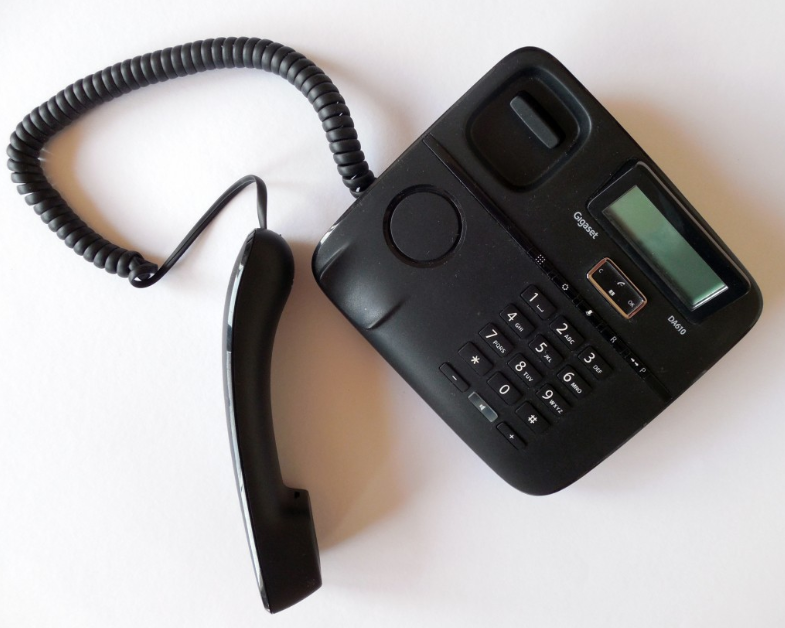 Gigaset
DA610
R
P
OK
1
2 ABC
3 DEF
4 GHI
5 JKL
6 MNO
7 PQRS
8 TUV
9 WXYZ
*
0
#
-
+